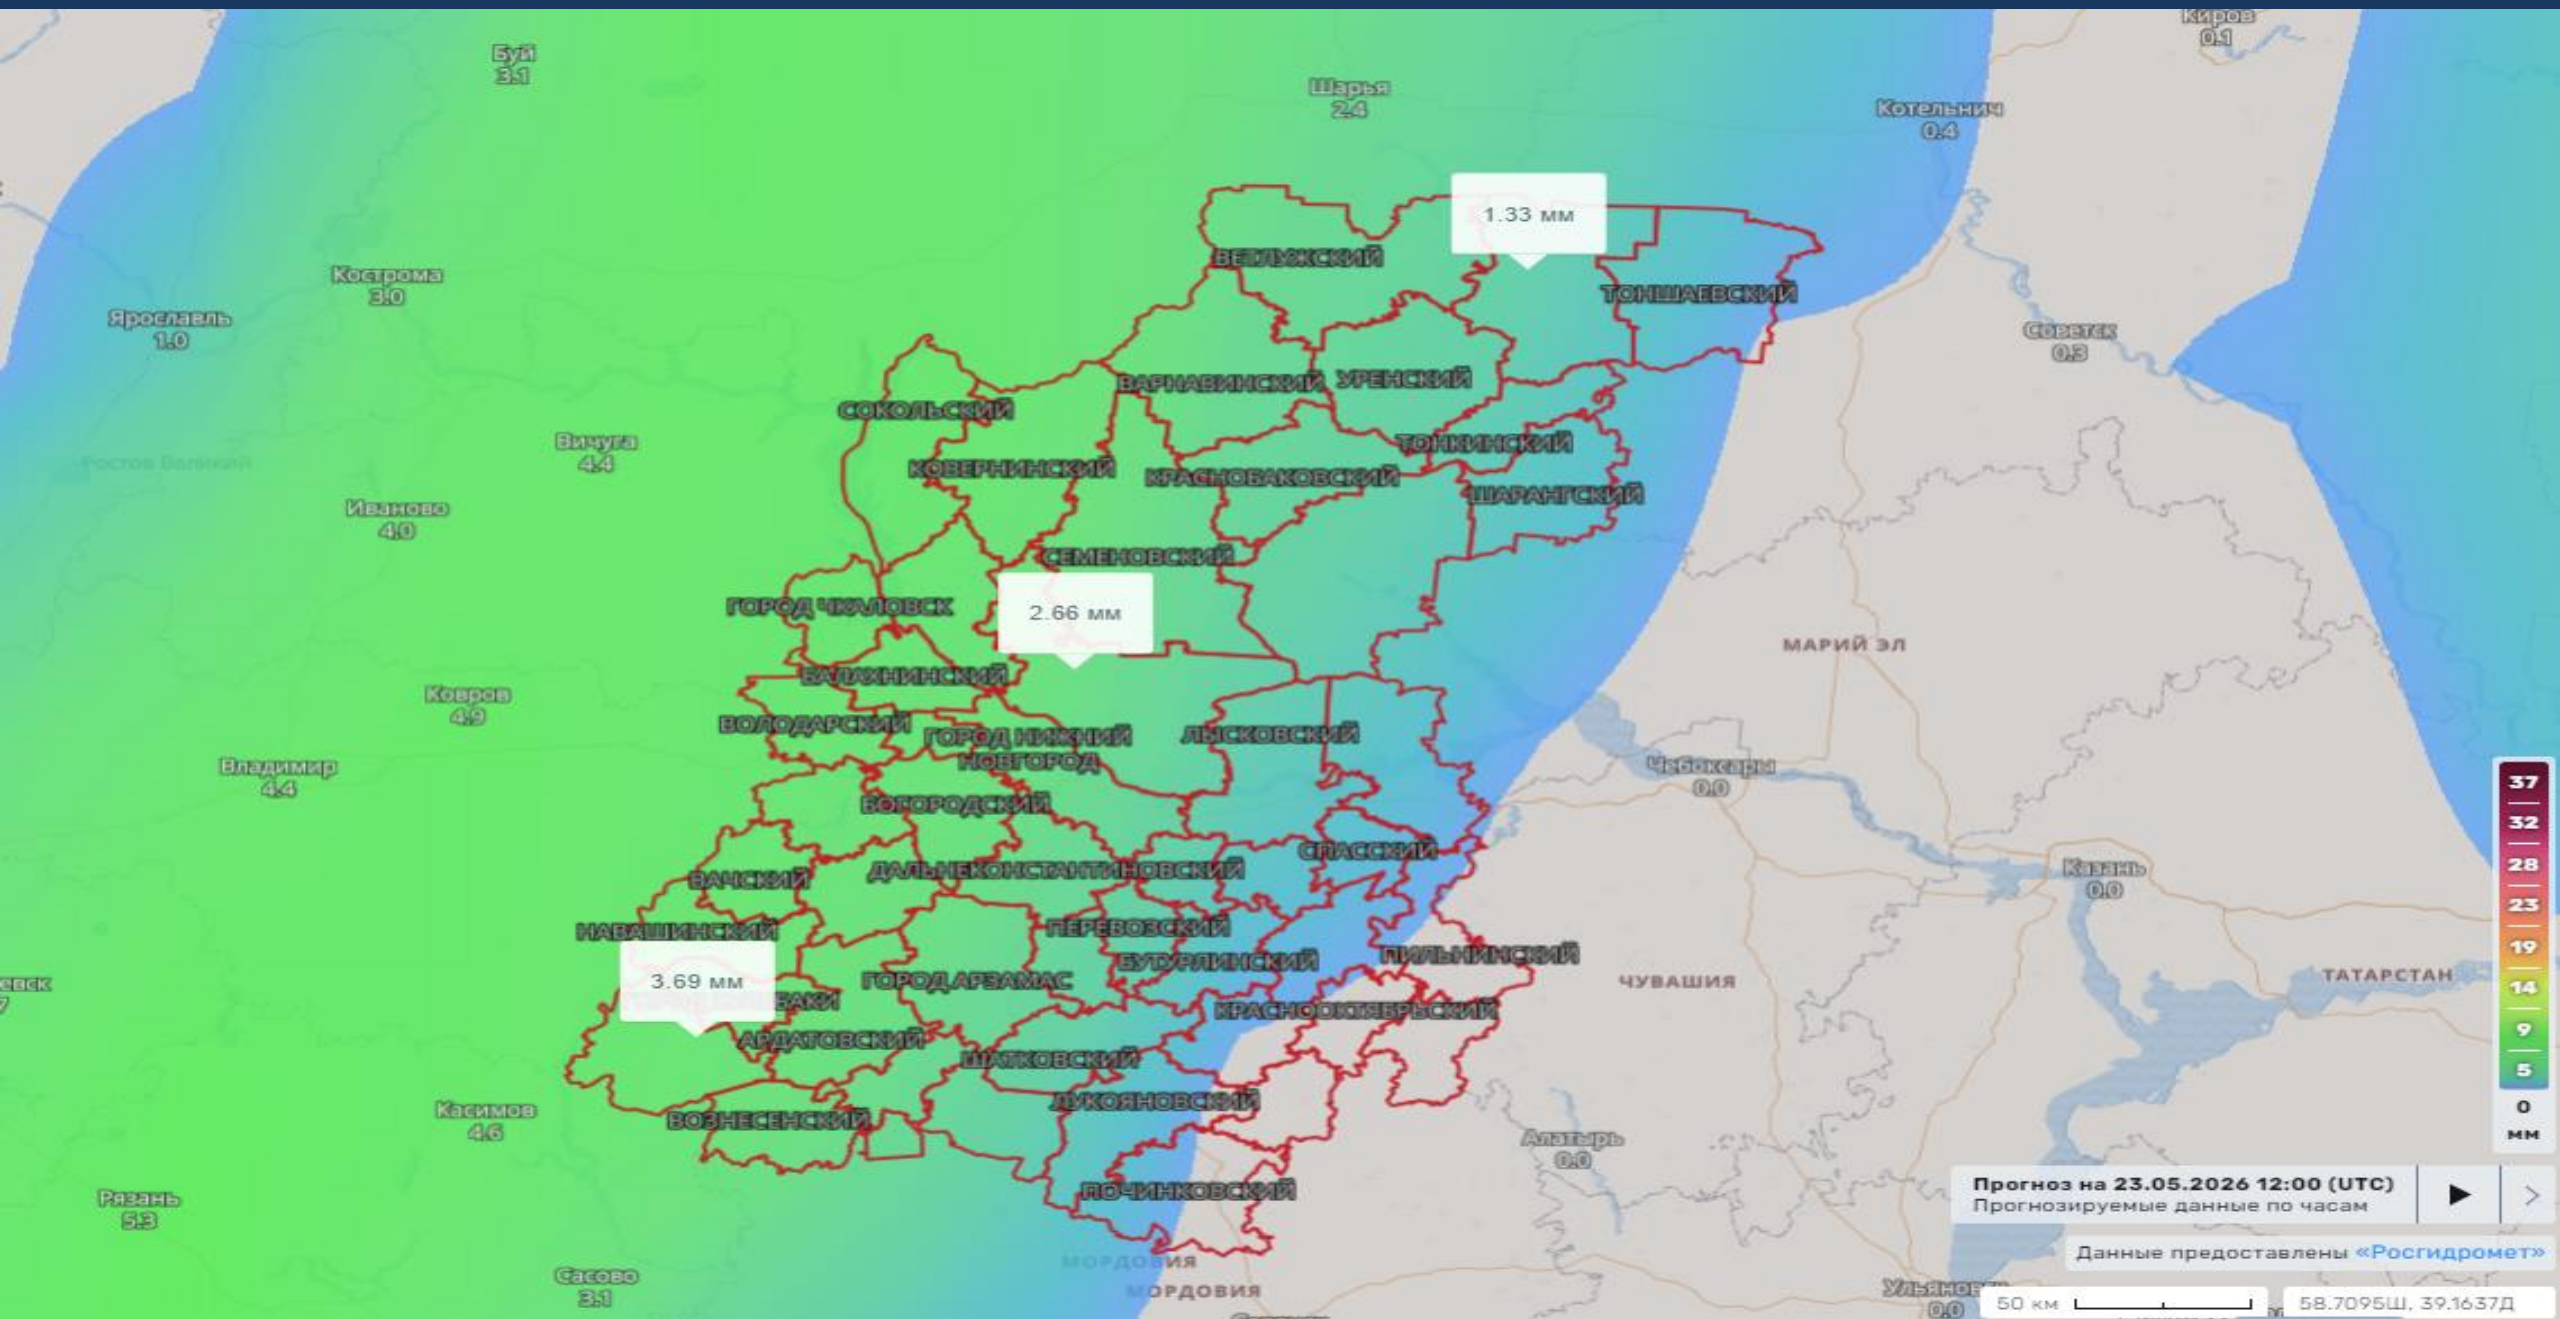 Киров
0.1
Буй
3.1
Шарья
2.4
Котельнич
0.4
1.33 мм
ВЕТЛУЖСКИЙ
ТОНШАЕВСКИЙ
Кострома
3.0
Ярославль
1.0
Советск
0.3
ВАРНАВИНСКИЙ
УРЕНСКИЙ
СОКОЛЬСКИЙ
Вичуга
4.4
ТОНКИНСКИЙ
Ростов Великий
КОВЕРНИНСКИЙ
КРАСНОБАКОВСКИЙ
ШАРАНГСКИЙ
Иваново
4.0
СЕМЕНОВСКИЙ
ГОРОД ЧКАЛОВСК
2.66 мм
МАРИЙ ЭЛ
БАЛАХНИНСКИЙ
Ковров
4.9
ВОЛОДАРСКИЙ
ГОРОД НИЖНИЙ
НОВГОРОД
ЛЫСКОВСКИЙ
Владимир
4.4
Чебоксары
0.0
БОГОРОДСКИЙ
СПАССКИЙ
ВАЧСКИЙ
ДАЛЬНЕКОНСТАНТИНОВСКИЙ
Казань
0.0
НАВАШИНСКИЙ
ПЕРЕВОЗСКИЙ
БУТУРЛИНСКИЙ
ПИЛЬНИНСКИЙ
3.69 мм
ГОРОД АРЗАМАС
ЧУВАШИЯ
ТАТАРСТАН
евск
7
БАКИ
КРАСНООКТЯБРЬСКИЙ
АРДАТОВСКИЙ
ШАТКОВСКИЙ
ЛУКОЯНОВСКИЙ
Касимов
4.6
ВОЗНЕСЕНСКИЙ
Алатырь
0.0
Рязань
5.3
ПОЧИНКОВСКИЙ
МОРДОВИЯ
МОРДОВИЯ
Сасово
3.1
Ульяновск
0.0
37
32
28
23
19
14
9
5
0
мм
Прогноз на 23.05.2026 12:00 (UTC)
Прогнозируемые данные по часам
Данные предоставлены «Росгидромет»
50 км
58.7095Ш, 39.1637Д